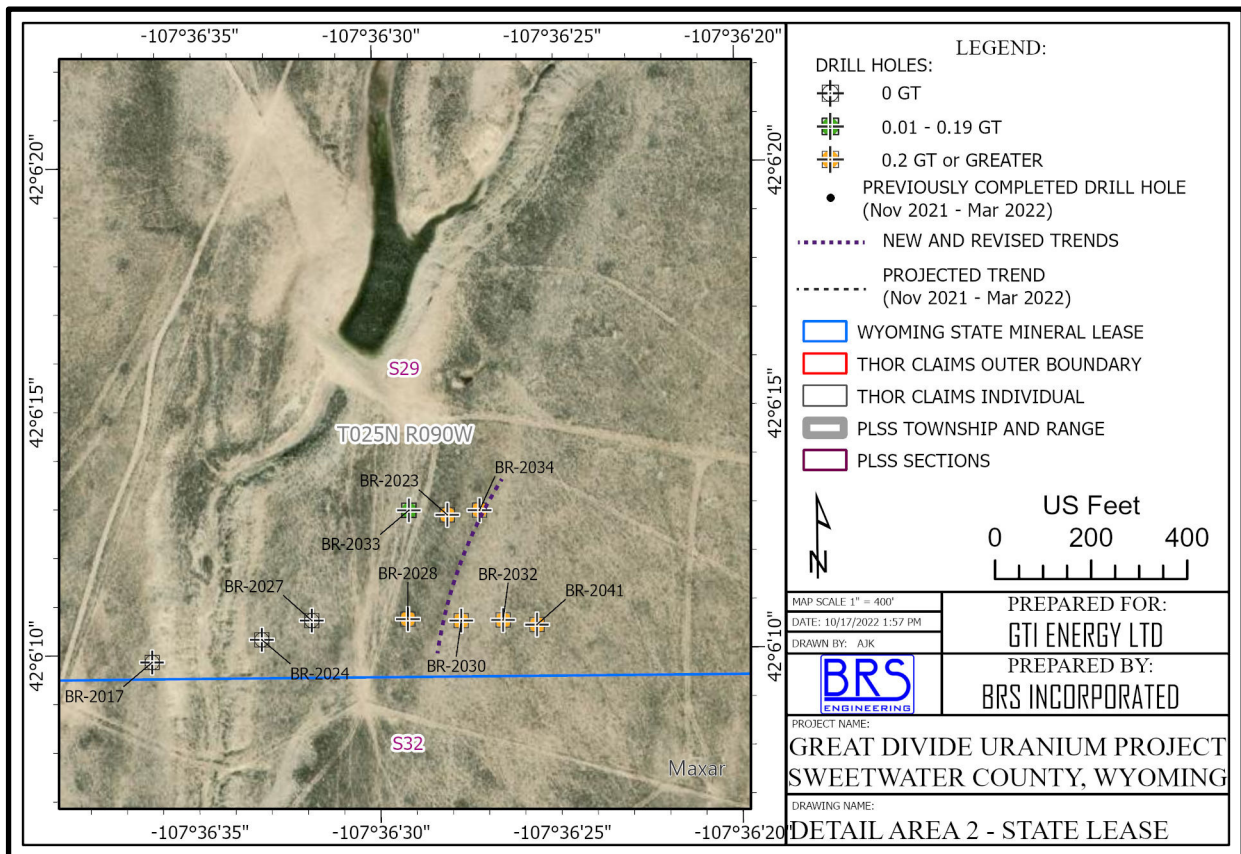 -107°36'35" -107°36'30" -107°36'25" -107°36'20"
42°6'20" 42°6'20"
42°6'15" 42°6'15"
42°6'10" 42°6'10"
S29
T025N R090W
BR-2034
BR-2023
BR-2033
BR-2028
BR-2032
BR-2027
BR-2041
BR-2024
BR-2030
BR-2017
S32
Maxar
-107°36'35" -107°36'30" -107°36'25" -107°36'20"
LEGEND:
DRILL HOLES:
0 GT
0.01 - 0.19 GT
0.2 GT or GREATER
PREVIOUSLY COMPLETED DRILL HOLE
(Nov 2021 - Mar 2022)
NEW AND REVISED TRENDS
PROJECTED TREND
(Nov 2021 - Mar 2022)
WYOMING STATE MINERAL LEASE
THOR CLAIMS OUTER BOUNDARY
THOR CLAIMS INDIVIDUAL
PLSS TOWNSHIP AND RANGE
PLSS SECTIONS
N
US Feet
0 200 400
MAP SCALE 1" = 400'
DATE: 10/17/2022 1:57 PM
DRAWN BY: AJK
PREPARED FOR:
GTI ENERGY LTD
BRS
ENGINEERING
PREPARED BY:
BRS INCORPORATED
PROJECT NAME:
GREAT DIVIDE URANIUM PROJECT
SWEETWATER COUNTY, WYOMING
DRAWING NAME:
DETAIL AREA 2 - STATE LEASE